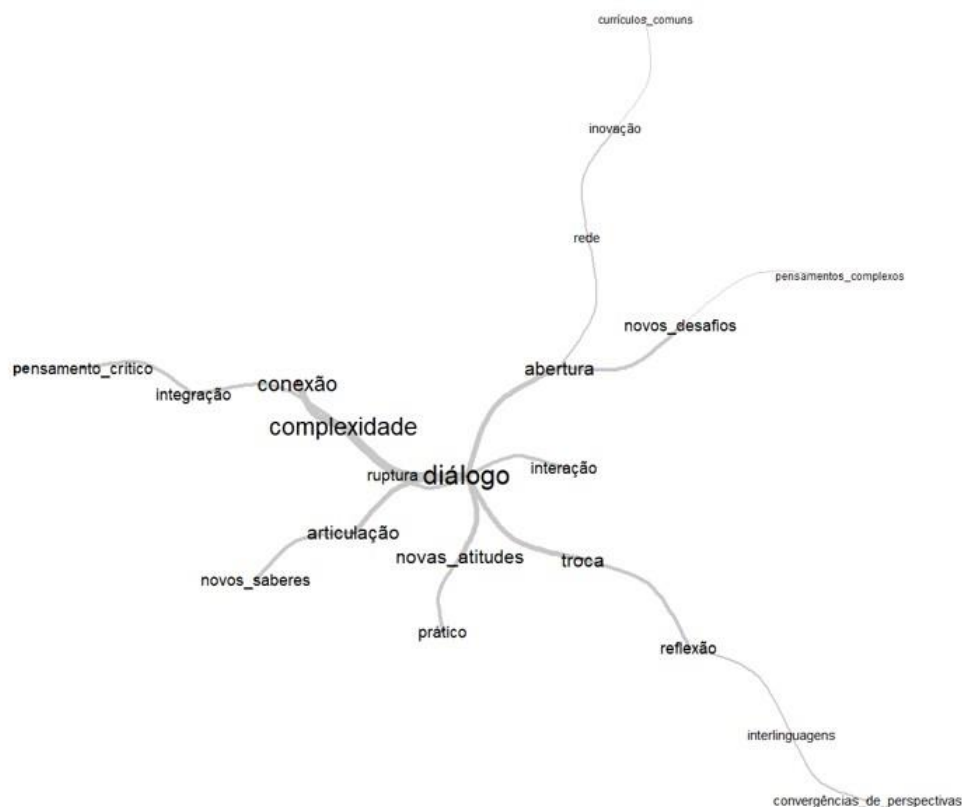 currículos_comuns
inovação
rede
pensamentos_complexos
novos_desafios
abertura
pensamento_crítico
conexão
integração
complexidade
interação
ruptura diálogo
articulação
novas_atitudes
troca
novos_saberes
prático
reflexão
interlinguagens
convergências_de_perspectivas